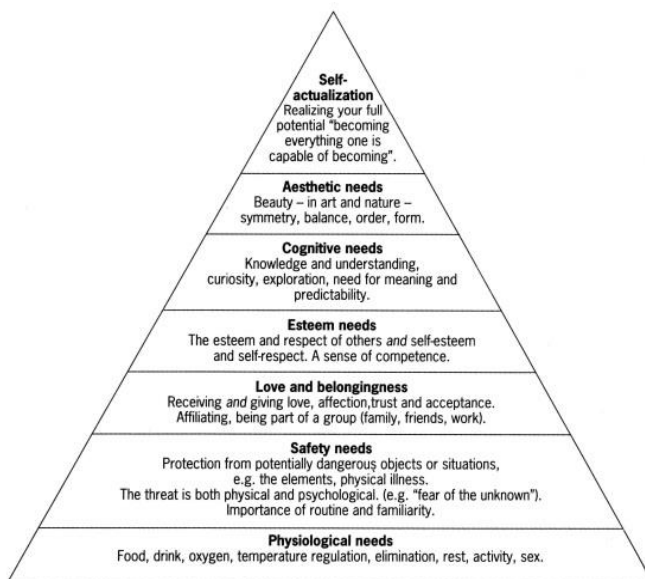 Self-
actualization
Realizing your full
potential “becoming
everything one is
capable of becoming”.
Aesthetic needs
Beauty – in art and nature –
symmetry, balance, order, form.
Cognitive needs
Knowledge and understanding,
curiosity, exploration, need for meaning and
predictability.
Esteem needs
The esteem and respect of others and self-esteem
and self-respect. A sense of competence.
Love and belongingness
Receiving and giving love, affection,trust and acceptance.
Affiliating, being part of a group (family, friends, work).
Safety needs
Protection from potentially dangerous objects or situations,
e.g. the elements, physical illness.
The threat is both physical and psychological. (e.g. “fear of the unknown”).
Importance of routine and familiarity.
Physiological needs
Food, drink, oxygen, temperature regulation, elimination, rest, activity, sex.